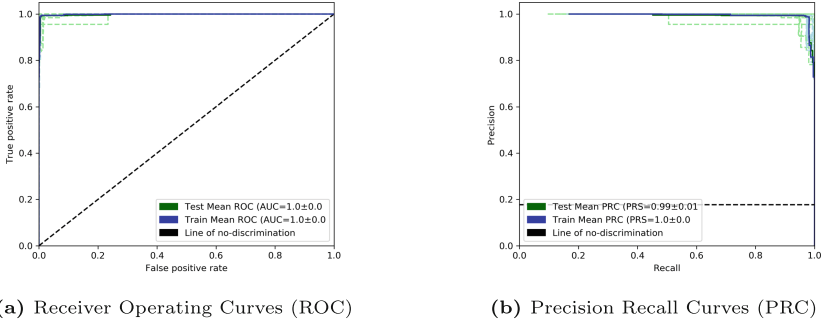 1.0
0.8
0.6
0.4
0.2
0.0
True positive rate
Test Mean ROC (AUC=1.0±0.0
Train Mean ROC (AUC=1.0±0.0
Line of no-discrimination
0.0 0.2 0.4 0.6 0.8 1.0
False positive rate
(a) Receiver Operating Curves (ROC)
1.0
0.8
0.6
0.4
0.2
0.0
Precision
Test Mean PRC (PRS=0.99±0.01
Train Mean PRC (PRS=1.0±0.0
Line of no-discrimination
0.0 0.2 0.4 0.6 0.8 1.0
Recall
(b) Precision Recall Curves (PRC)